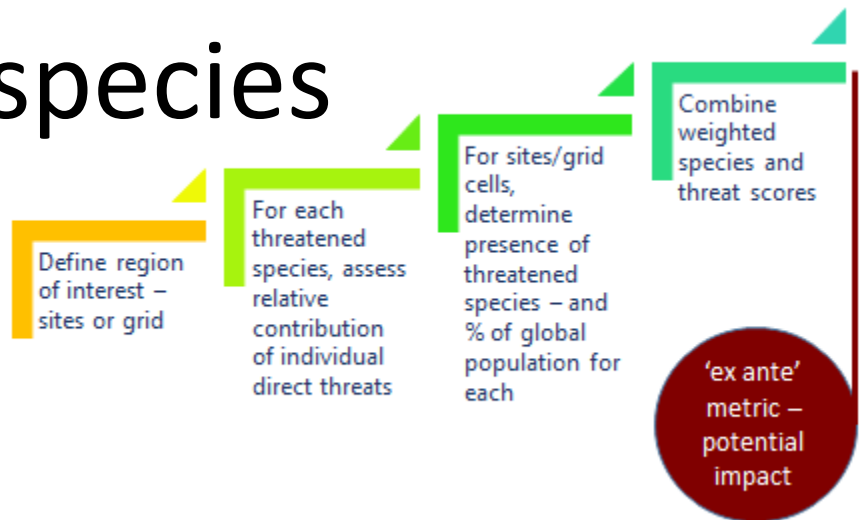 species
Define region
of interest –
sites or grid
For each
threatened
species, assess
relative
contribution
of individual
direct threats
For sites/grid
cells,
determine
presence of
threatened
species – and
% of global
population for
each
Combine
weighted
species and
threat scores
‘ex ante’
metric –
potential
impact